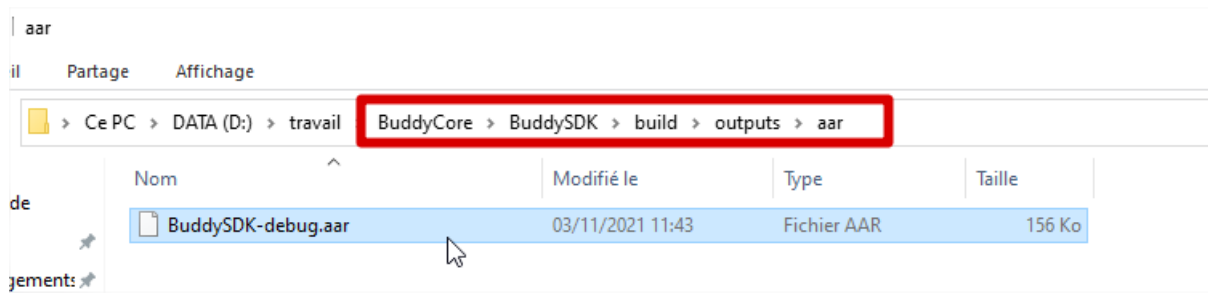 aar
il Partage Affichage
> Ce PC > DATA (D:) > travail BuddyCore > BuddySDK > build > outputs > aar
Nom Modifié le Type Taille
de
BuddySDK-debug.aar 03/11/2021 11:43 Fichier AAR 156 Ko
gements